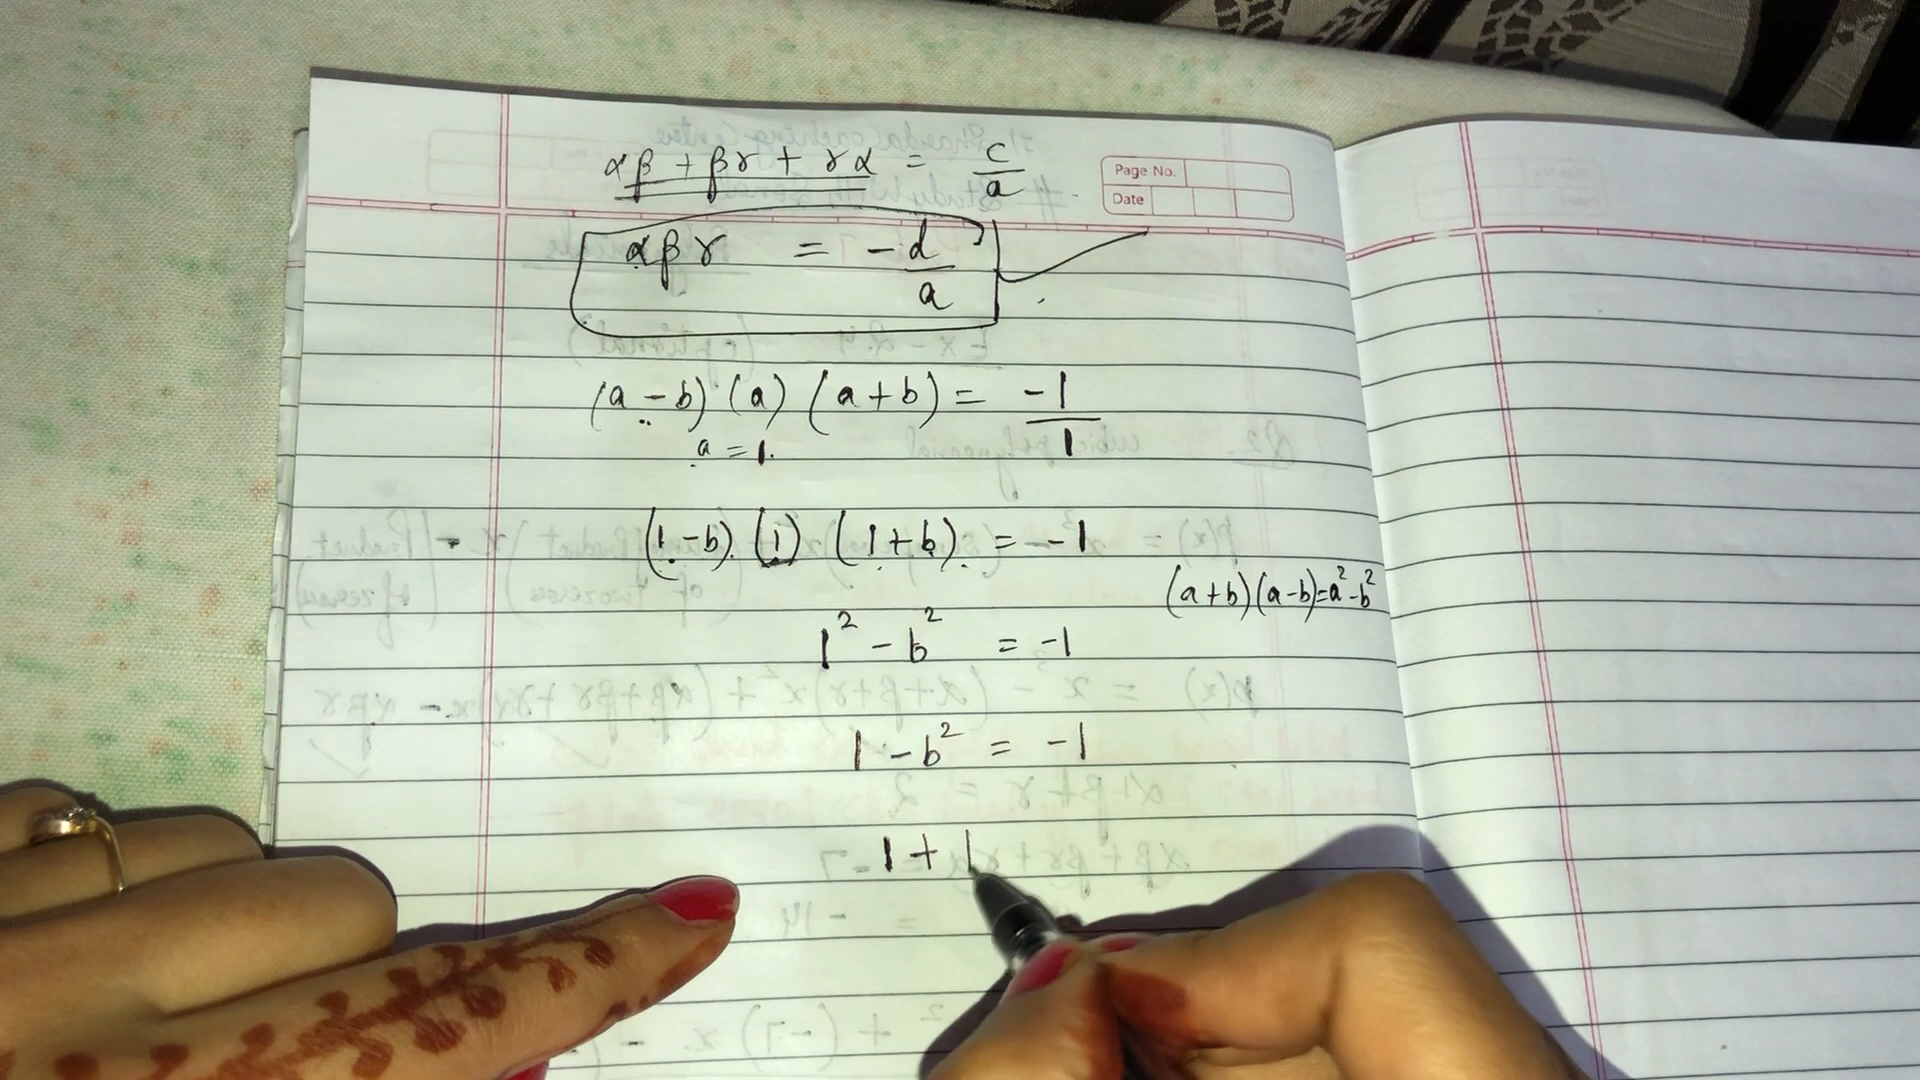 αβ + βγ + γα = c/a
Page No.
Date
αβγ = -d/a
(a - b) (a) (a + b) = -1/1
a = 1.
(1 - b) (1) (1 + b) = -1
(a+b)(a-b)=a²-b²
1² - b² = -1
1 - b² = -1
1 + 1